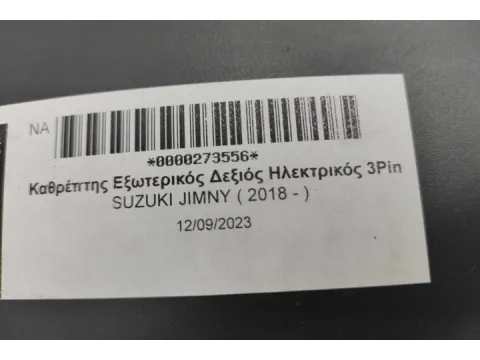 NA
*0000273556*
Καθρέπτης Εξωτερικός Δεξιός Ηλεκτρικός 3Pin
SUZUKI JIMNY ( 2018 - )
12/09/2023